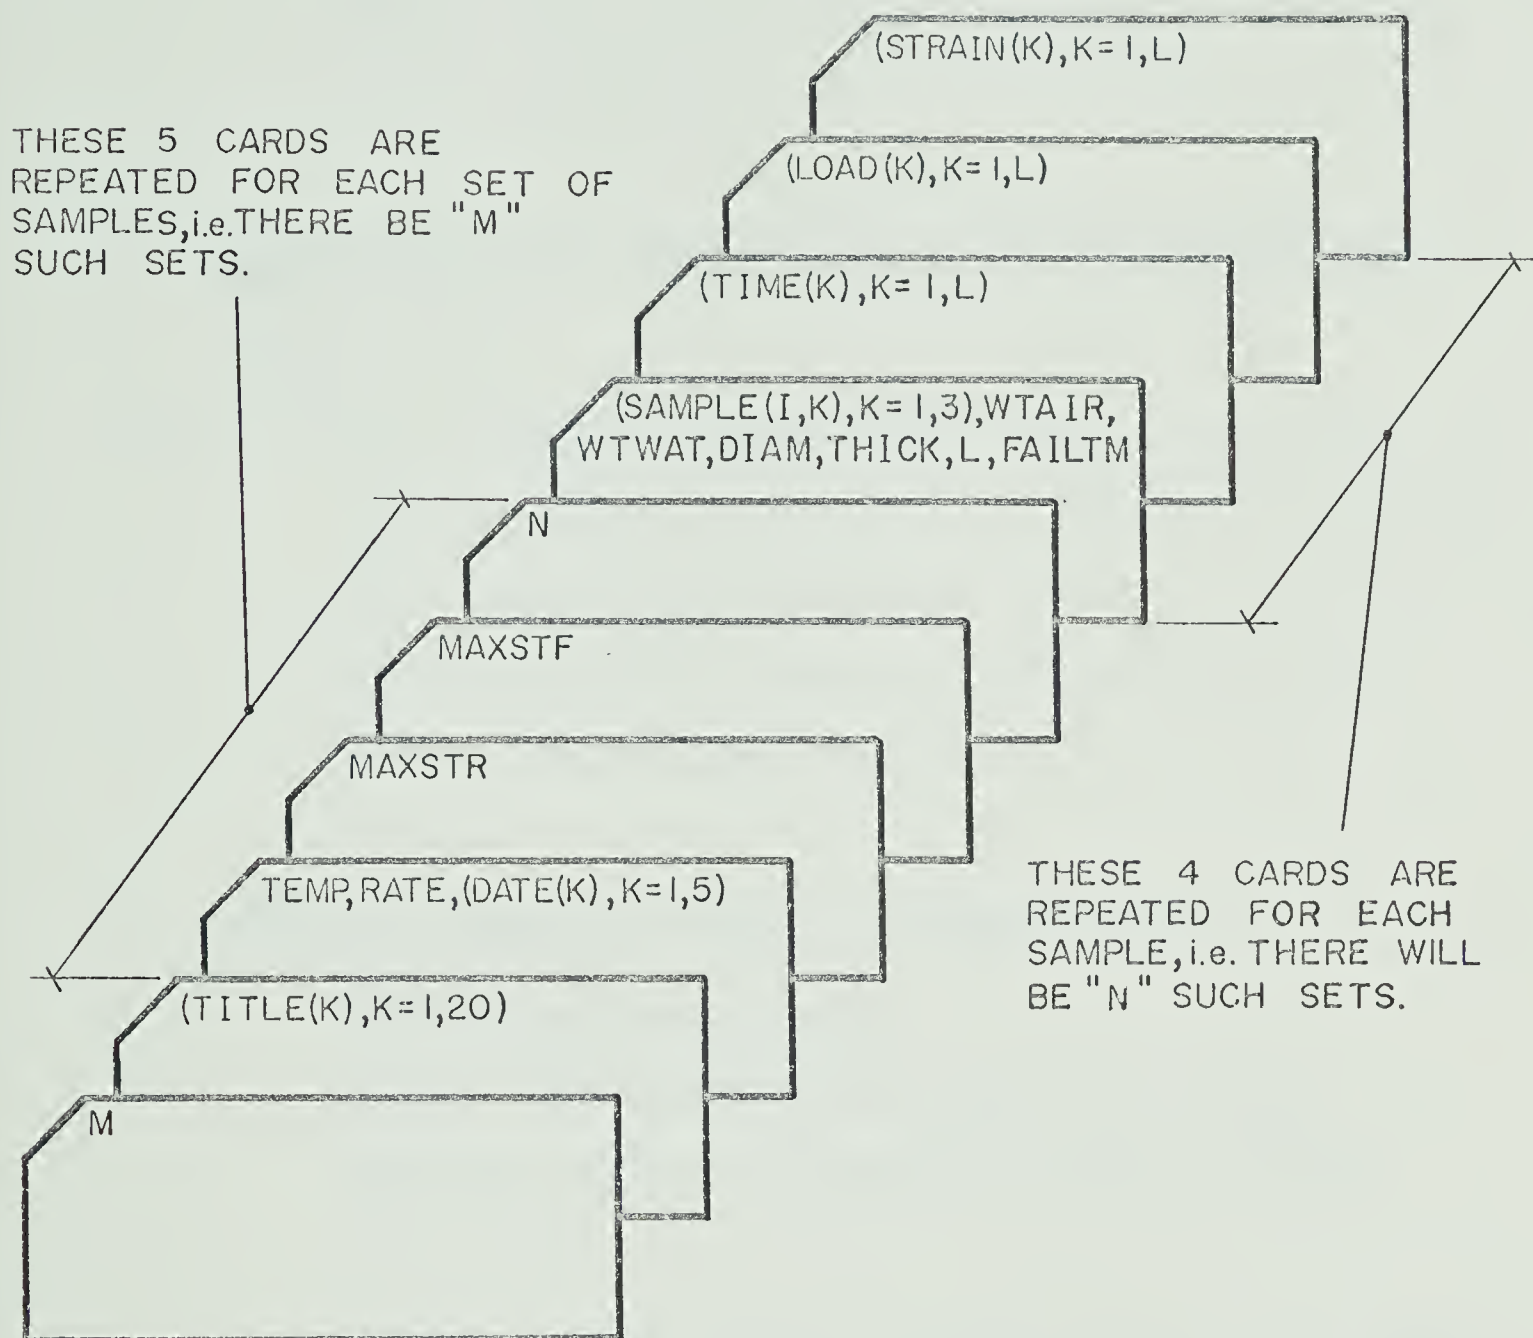 (STRAIN(K),K=1,L)
THESE 5 CARDS ARE
REPEATED FOR EACH SET OF
SAMPLES,i.e.THERE BE "M"
SUCH SETS.
(LOAD(K),K=1,L)
(TIME(K),K=1,L)
(SAMPLE(I,K),K=1,3),WTAIR,
WTWAT,DIAM,THICK,L,FAILTM
N
MAXSTF
MAXSTR
TEMP,RATE,(DATE(K),K=1,5)
(TITLE(K),K=1,20)
M
THESE 4 CARDS ARE
REPEATED FOR EACH
SAMPLE,i.e. THERE WILL
BE "N" SUCH SETS.